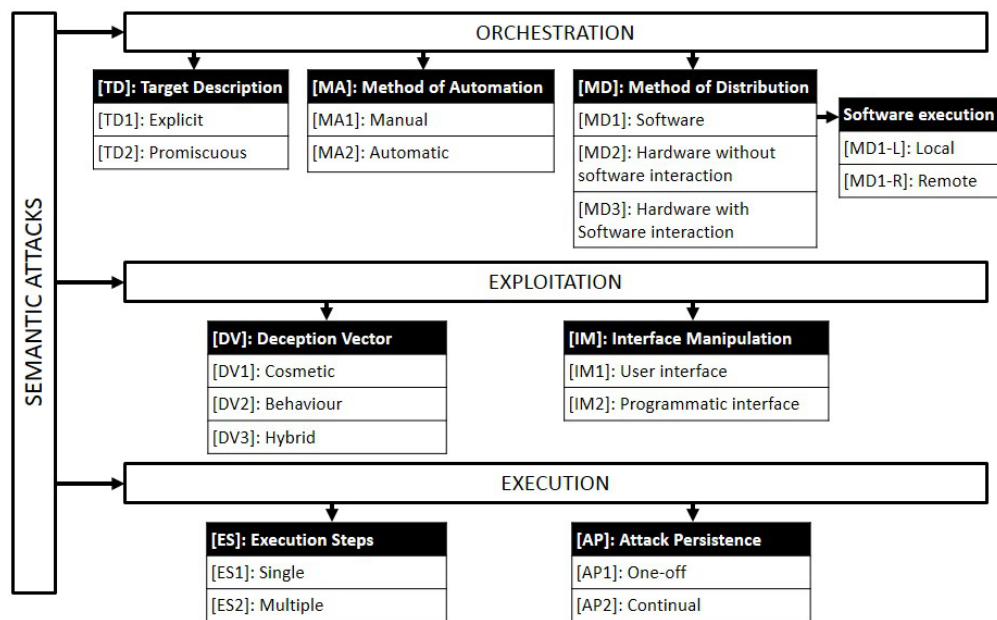 SEMANTIC ATTACKS
ORCHESTRATION
[TD]: Target Description
[TD1]: Explicit
[TD2]: Promiscuous
[MA]: Method of Automation
[MA1]: Manual
[MA2]: Automatic
[MD]: Method of Distribution
[MD1]: Software
[MD2]: Hardware without
software interaction
[MD3]: Hardware with
Software interaction
Software execution
[MD1-L]: Local
[MD1-R]: Remote
EXPLOITATION
[DV]: Deception Vector
[DV1]: Cosmetic
[DV2]: Behaviour
[DV3]: Hybrid
[IM]: Interface Manipulation
[IM1]: User interface
[IM2]: Programmatic interface
EXECUTION
[ES]: Execution Steps
[ES1]: Single
[ES2]: Multiple
[AP]: Attack Persistence
[AP1]: One-off
[AP2]: Continual